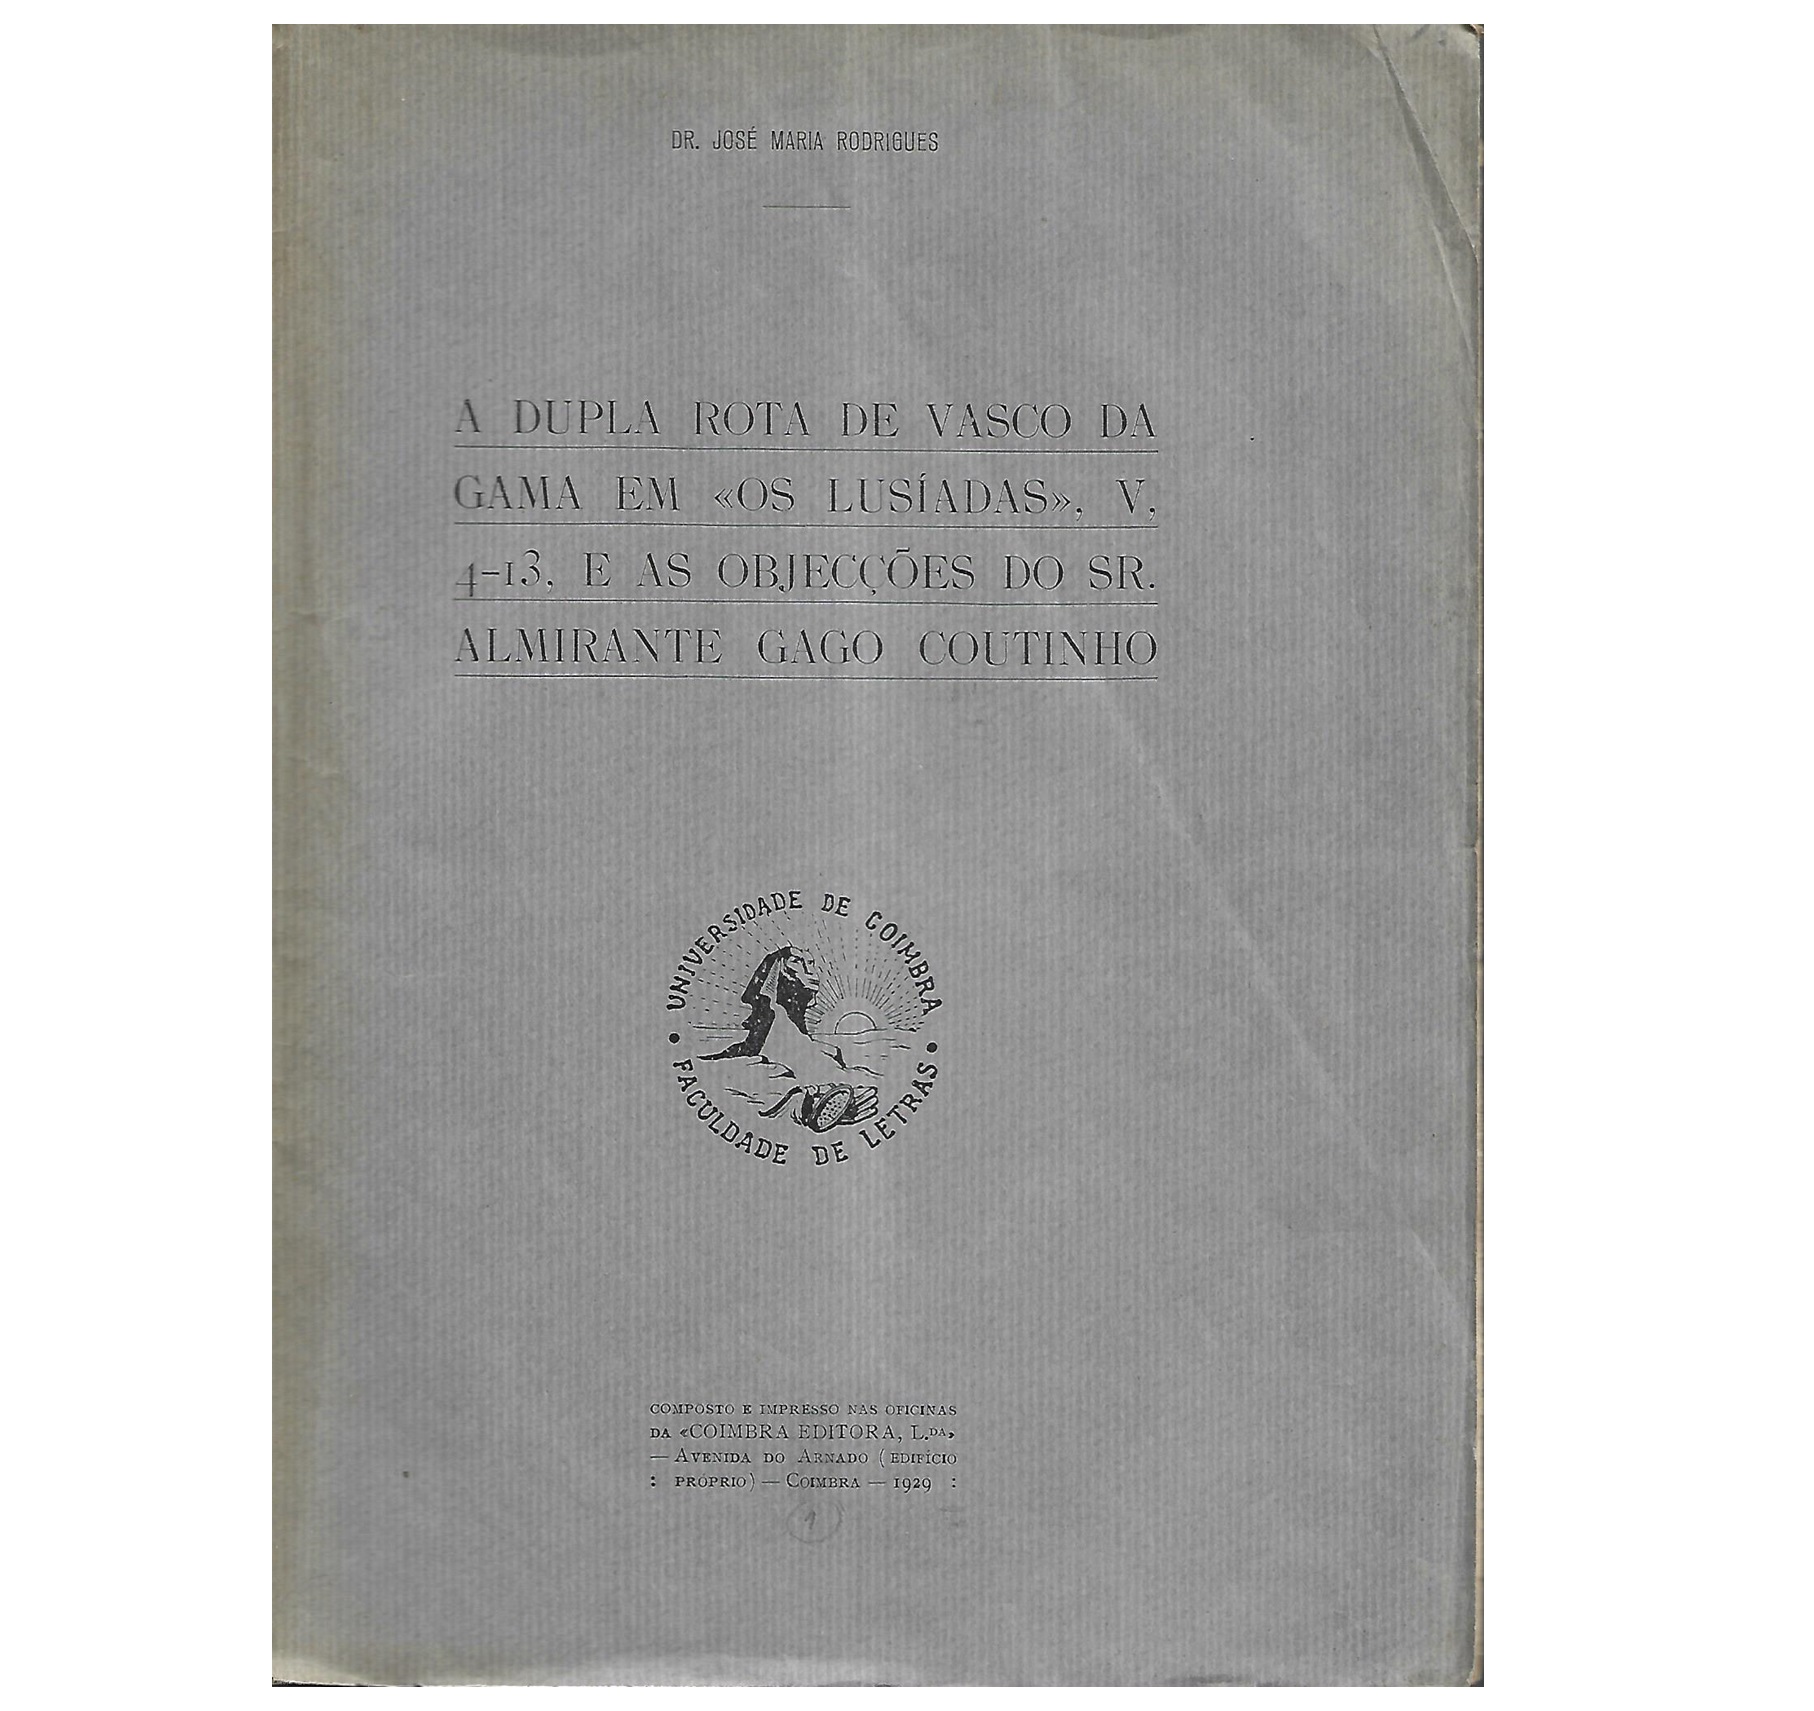 DR. JOSÉ MARIA RODRIGUES
A DUPLA ROTA DE VASCO DA
GAMA EM «OS LUSÍADAS», V,
4-13, E AS OBJECÇÕES DO SR.
ALMIRANTE GAGO COUTINHO
UNIVERSIDADE DE COIMBRA
• FACULDADE DE LETRAS •
COMPOSTO E IMPRESSO NAS OFICINAS
DA «COIMBRA EDITORA, L.DA»
— AVENIDA DO ARNADO (EDIFÍCIO
: PRÓPRIO) — COIMBRA — 1929 :
1